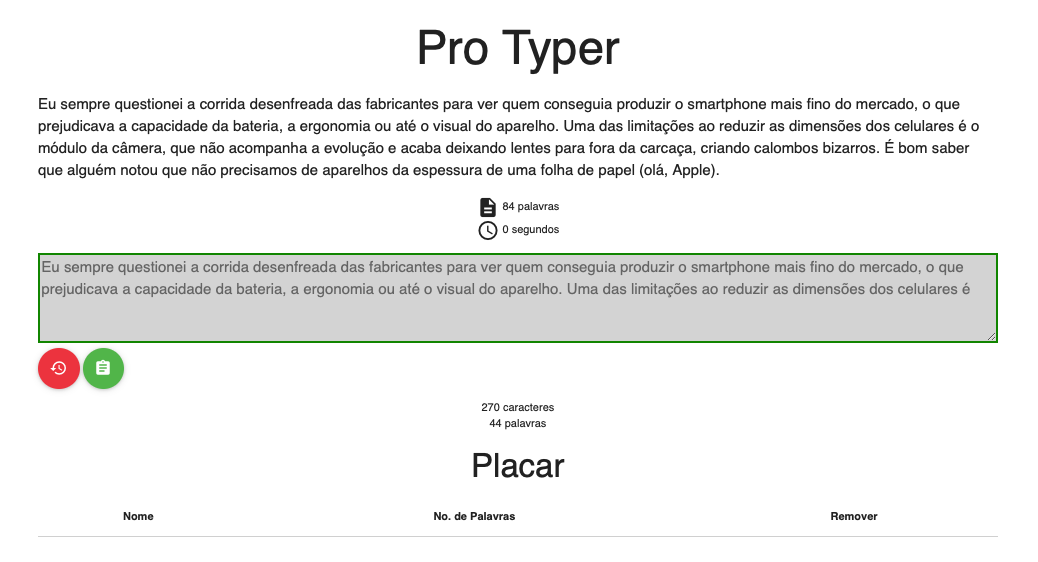 Pro Typer
Eu sempre questionei a corrida desenfreada das fabricantes para ver quem conseguia produzir o smartphone mais fino do mercado, o que
prejudicava a capacidade da bateria, a ergonomia ou até o visual do aparelho. Uma das limitações ao reduzir as dimensões dos celulares é o
módulo da câmera, que não acompanha a evolução e acaba deixando lentes para fora da carcaça, criando calombos bizarros. É bom saber
que alguém notou que não precisamos de aparelhos da espessura de uma folha de papel (olá, Apple).
84 palavras
0 segundos
Eu sempre questionei a corrida desenfreada das fabricantes para ver quem conseguia produzir o smartphone mais fino do mercado, o que
prejudicava a capacidade da bateria, a ergonomia ou até o visual do aparelho. Uma das limitações ao reduzir as dimensões dos celulares é
270 caracteres
44 palavras
Placar
Nome No. de Palavras Remover